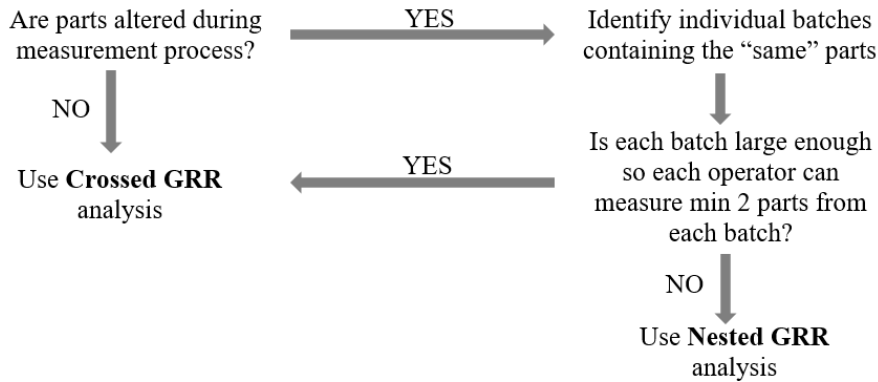 Are parts altered during
measurement process?
YES
Identify individual batches
containing the “same” parts
NO
Is each batch large enough
so each operator can
measure min 2 parts from
each batch?
YES
Use Crossed GRR
analysis
NO
Use Nested GRR
analysis